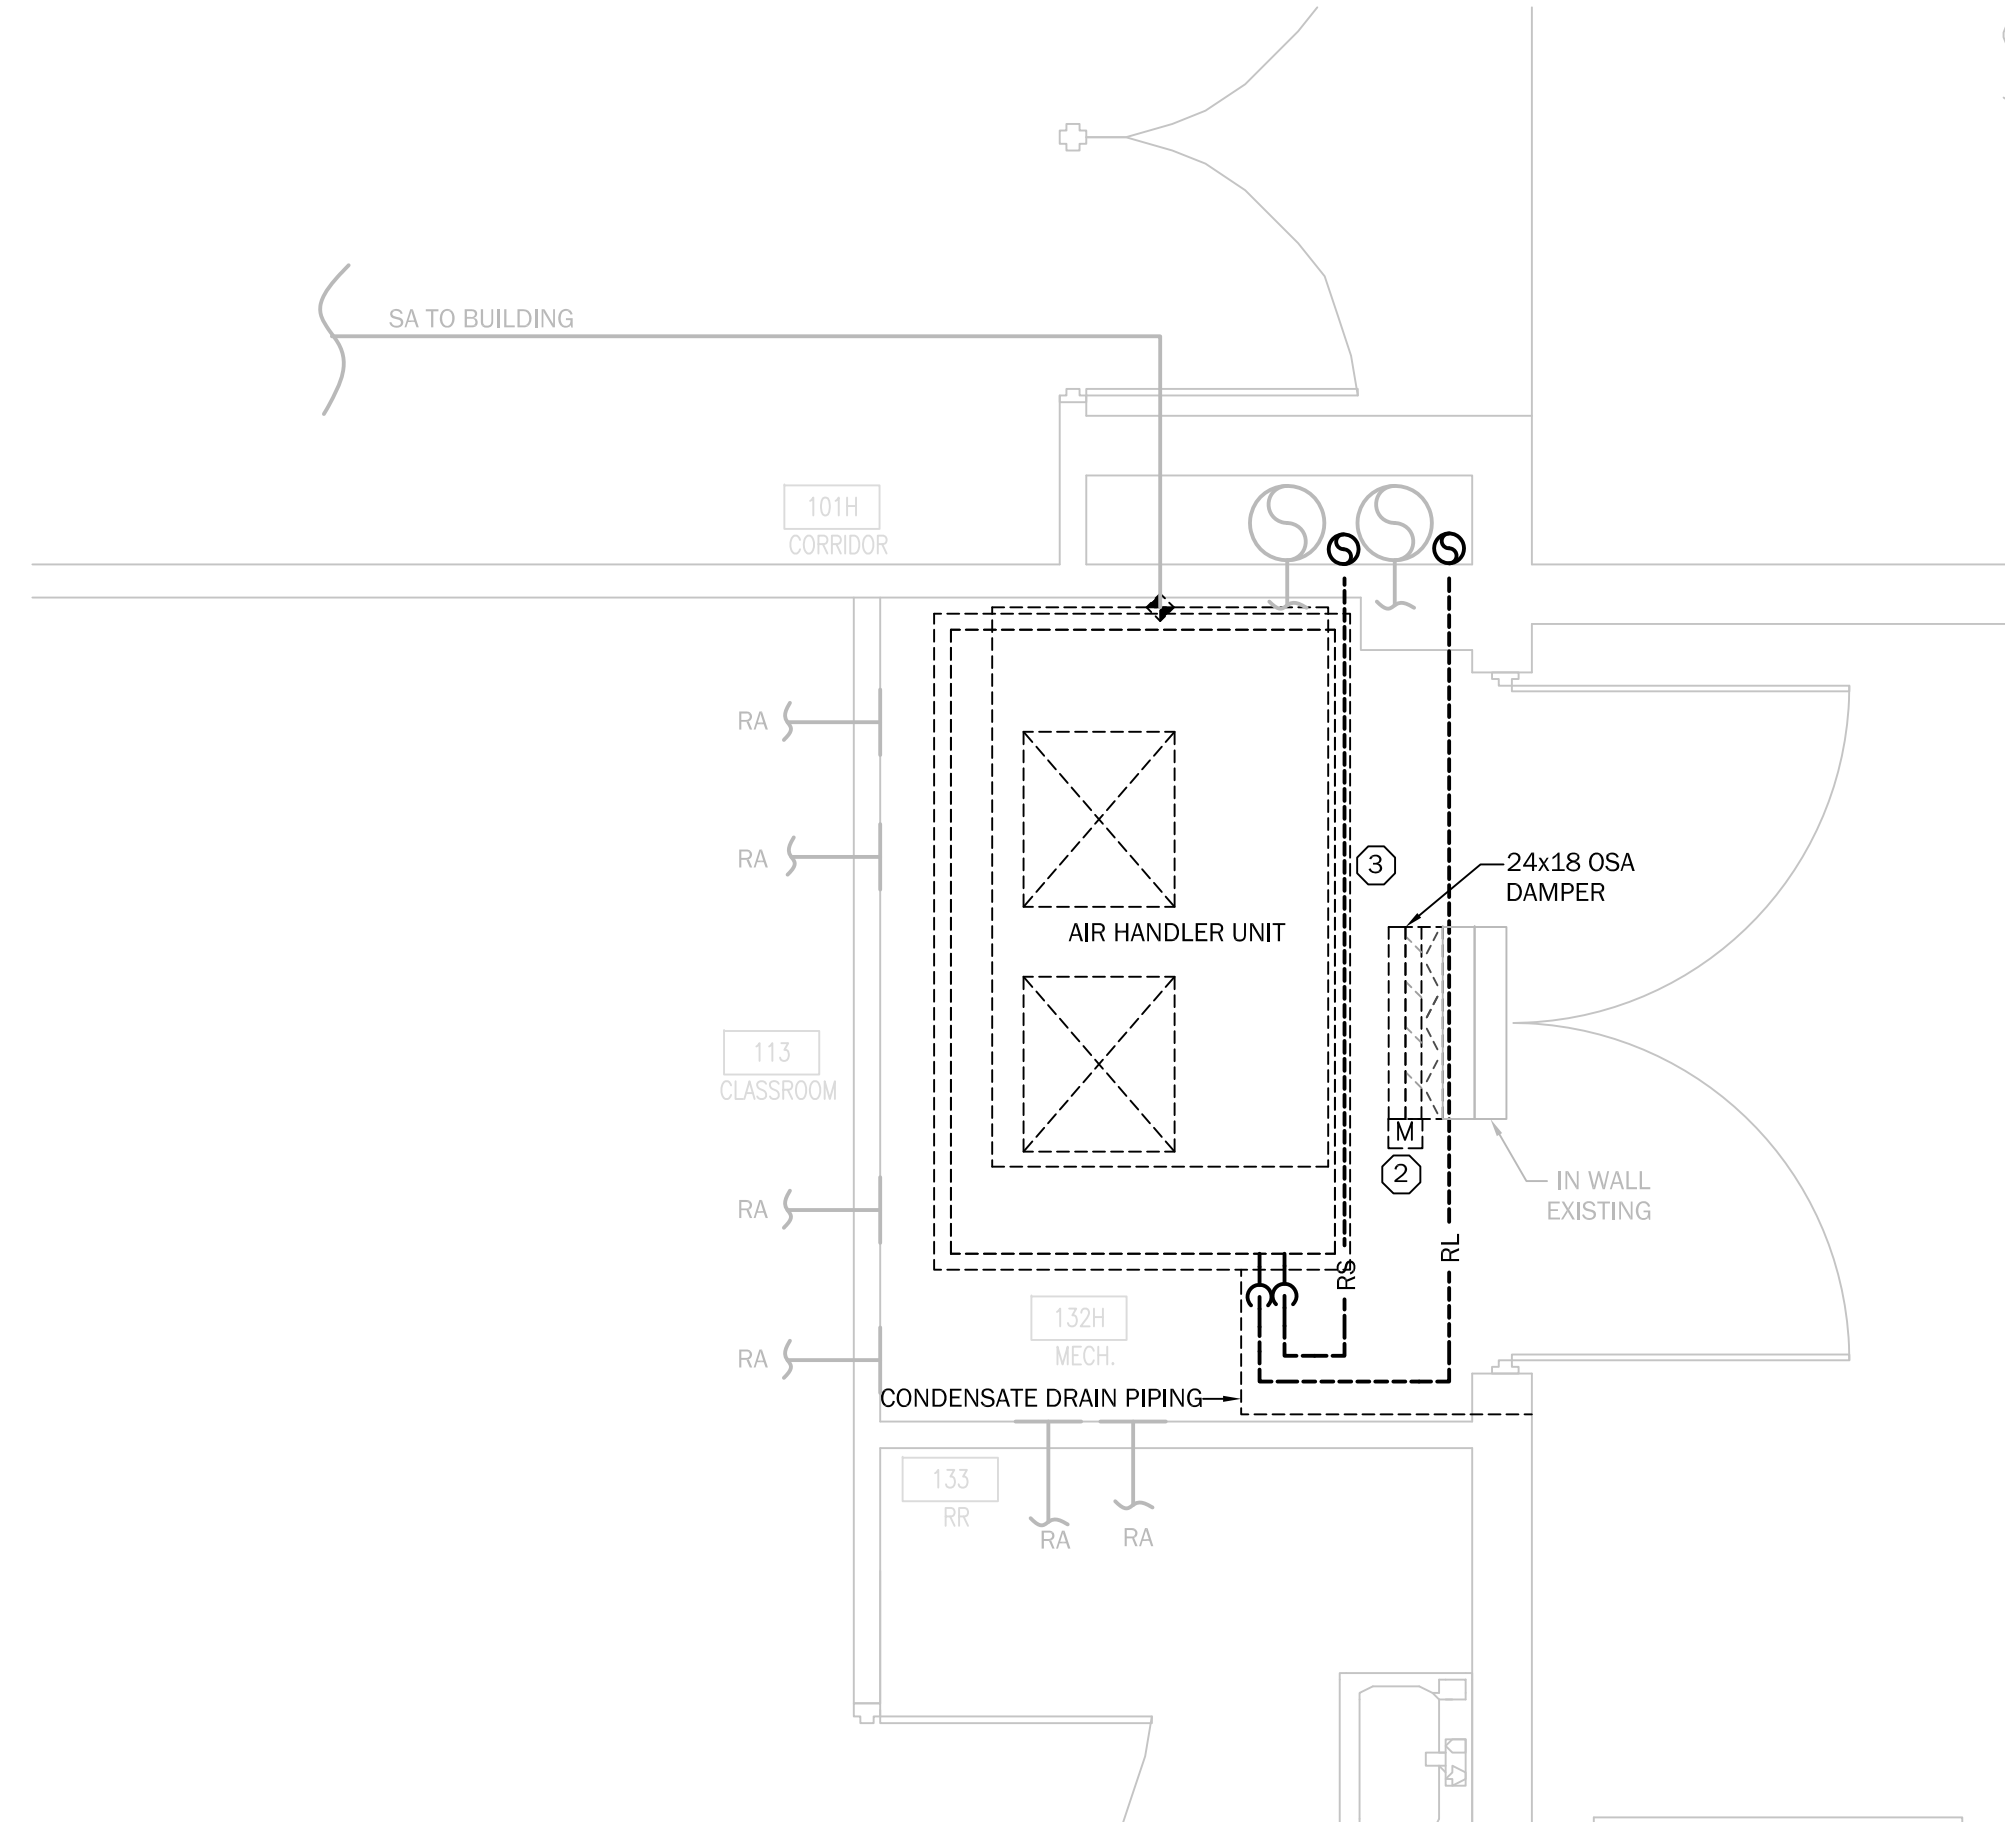 SA TO BUILDING
101H
CORRIDOR
RA
RA
3
24x18 OSA
DAMPER
AIR HANDLER UNIT
113
CLASSROOM
M
2
IN WALL
EXISTING
RA
RL
RS
132H
MECH.
RA
CONDENSATE DRAIN PIPING
133
RR
RA
RA